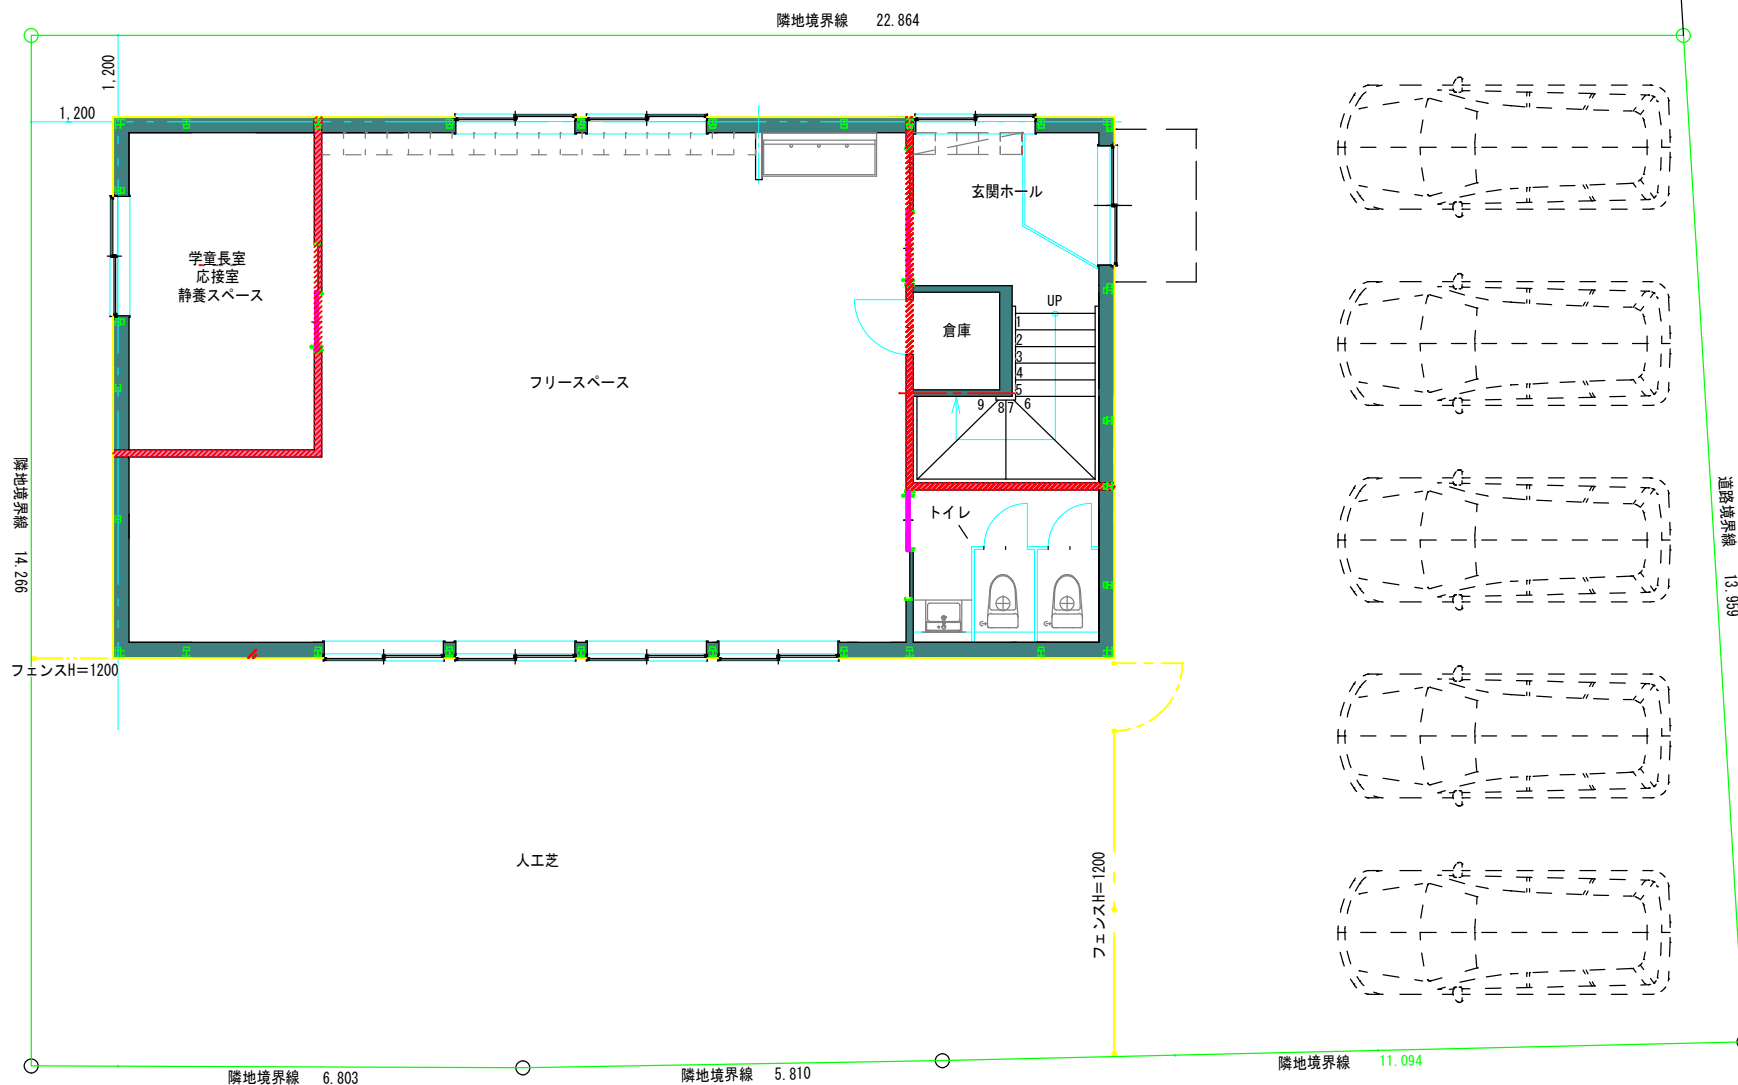 隣地境界線 22.864
1,200
1,200
玄関ホール
学童長室
応接室
静養スペース
UP
倉庫
1
2
3
4
5
6
7
8
9
フリースペース
トイレ
隣地境界線 14.266
道路境界線 13.959
フェンスH=1200
人工芝
フェンスH=1200
隣地境界線 6.803
隣地境界線 5.810
隣地境界線 11.094